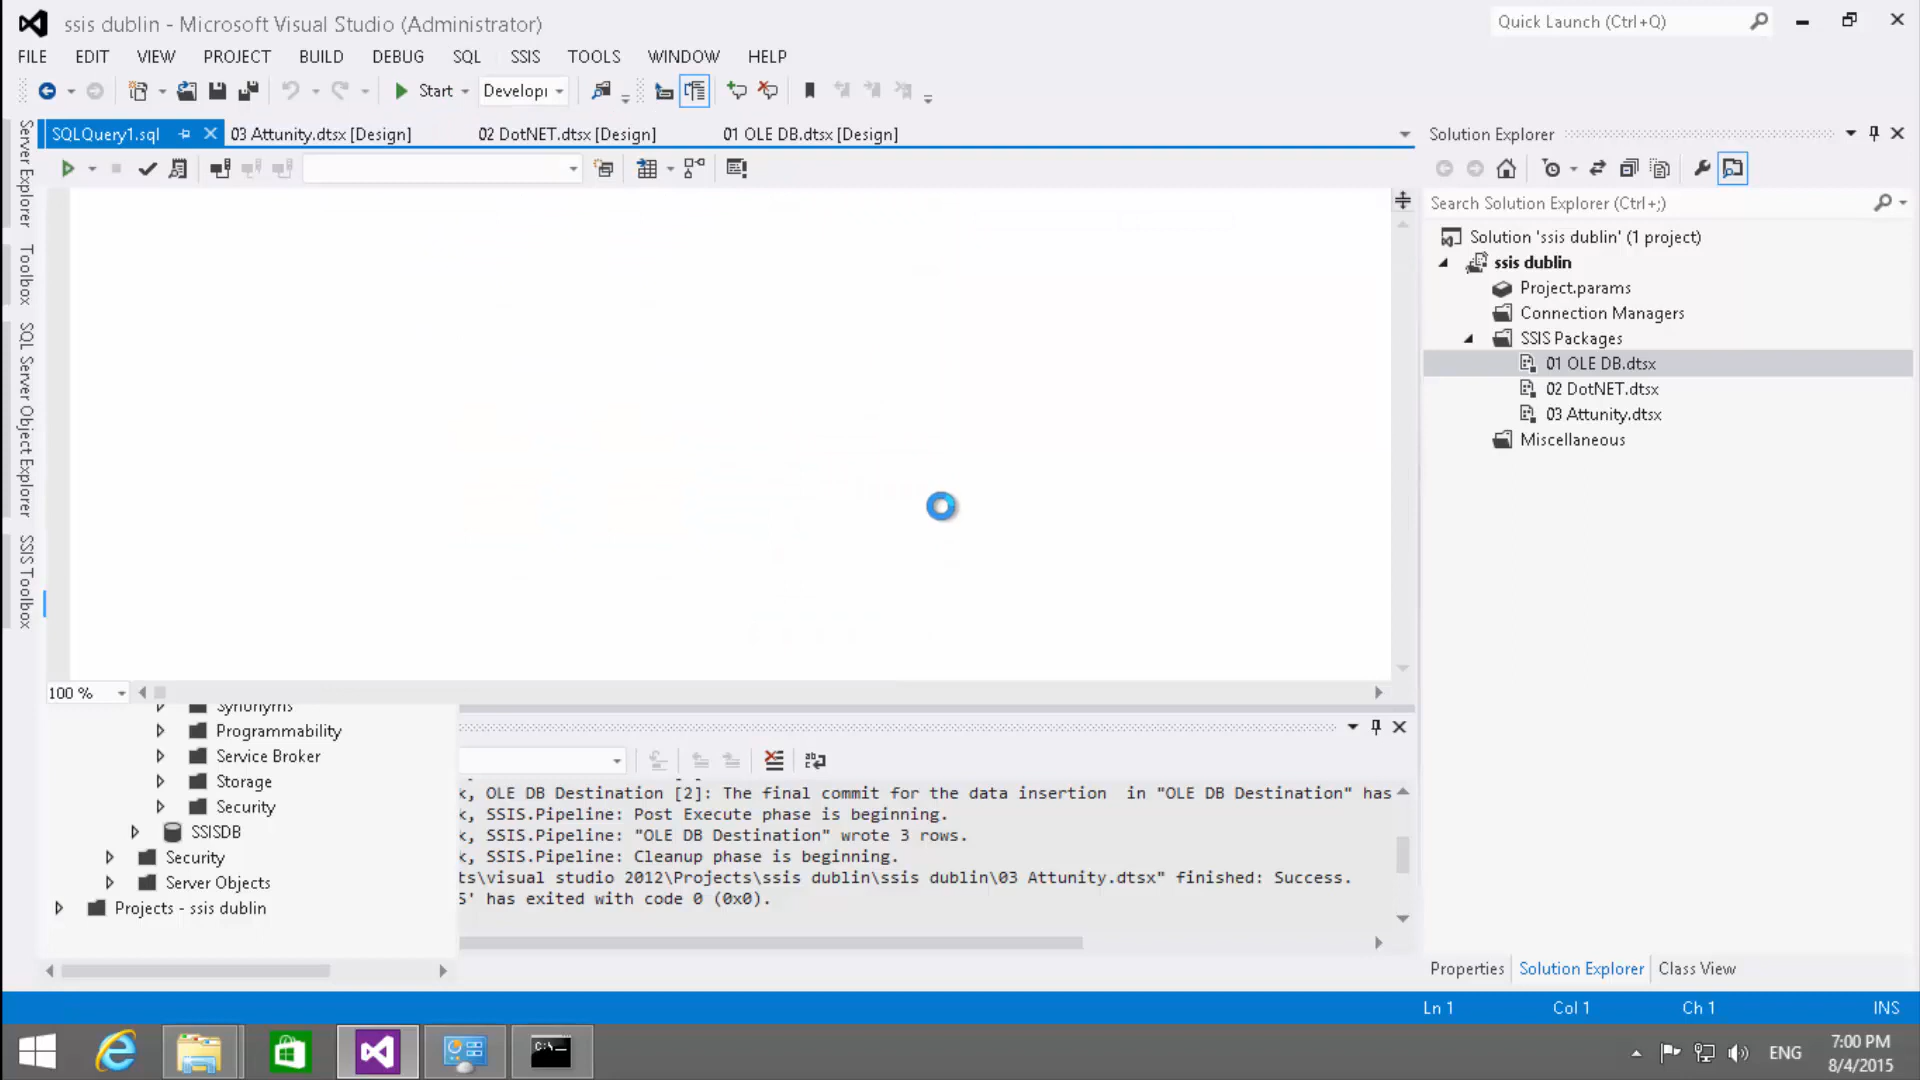 ssis dublin - Microsoft Visual Studio (Administrator)
Quick Launch (Ctrl+Q)
FILE EDIT VIEW PROJECT BUILD DEBUG SQL SSIS TOOLS WINDOW HELP
Start
SQLQuery1.sql
03 Attunity.dtsx [Design]
02 DotNET.dtsx [Design]
01 OLE DB.dtsx [Design]
Server Explorer
Toolbox
SQL Server Object Explorer
SSIS Toolbox
100 %
Synonyms
Programmability
Service Broker
Storage
Security
SSISDB
Security
Server Objects
Projects - ssis dublin
k, OLE DB Destination [2]: The final commit for the data insertion  in "OLE DB Destination" has
k, SSIS.Pipeline: Post Execute phase is beginning.
k, SSIS.Pipeline: "OLE DB Destination" wrote 3 rows.
k, SSIS.Pipeline: Cleanup phase is beginning.
ts\visual studio 2012\Projects\ssis dublin\ssis dublin\03 Attunity.dtsx" finished: Success.
S' has exited with code 0 (0x0).
Solution Explorer
Search Solution Explorer (Ctrl+;)
Solution 'ssis dublin' (1 project)
ssis dublin
Project.params
Connection Managers
SSIS Packages
01 OLE DB.dtsx
02 DotNET.dtsx
03 Attunity.dtsx
Miscellaneous
Properties Solution Explorer Class View
Ln 1 Col 1 Ch 1 INS
ENG
7:00 PM
8/4/2015